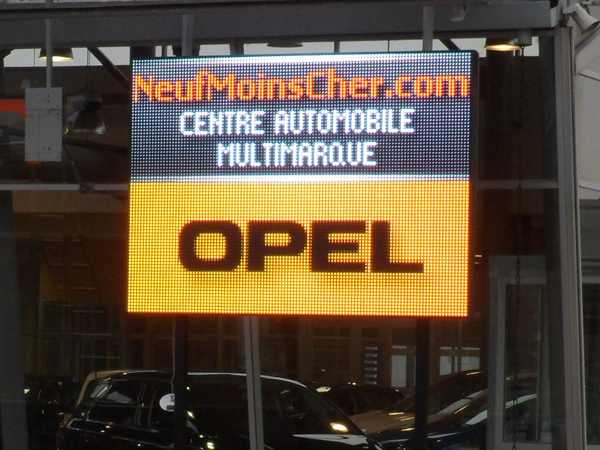 NeufMoinsCher.com
CENTRE AUTOMOBILE
MULTIMARQUE
OPEL